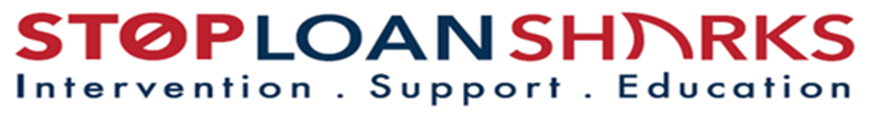 STOPLOANSHARKS
Intervention . Support . Education